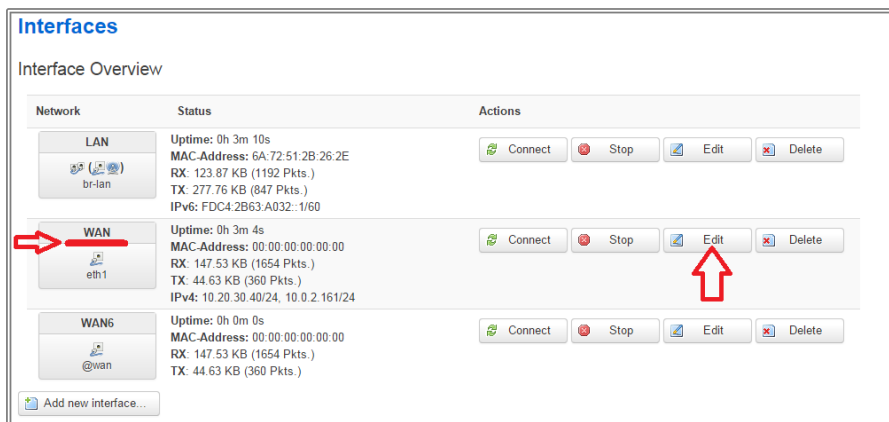 Interfaces
Interface Overview
Network Status Actions
LAN
br-lan
Uptime: 0h 3m 10s
MAC-Address: 6A:72:51:2B:26:2E
RX: 123.87 KB (1192 Pkts.)
TX: 277.76 KB (847 Pkts.)
IPv6: FDC4:2B63:A032::1/60
Connect Stop Edit Delete
WAN
eth1
Uptime: 0h 3m 4s
MAC-Address: 00:00:00:00:00:00
RX: 147.53 KB (1654 Pkts.)
TX: 44.63 KB (360 Pkts.)
IPv4: 10.20.30.40/24, 10.0.2.161/24
Connect Stop Edit Delete
WAN6
@wan
Uptime: 0h 0m 0s
MAC-Address: 00:00:00:00:00:00
RX: 147.53 KB (1654 Pkts.)
TX: 44.63 KB (360 Pkts.)
Connect Stop Edit Delete
Add new interface...